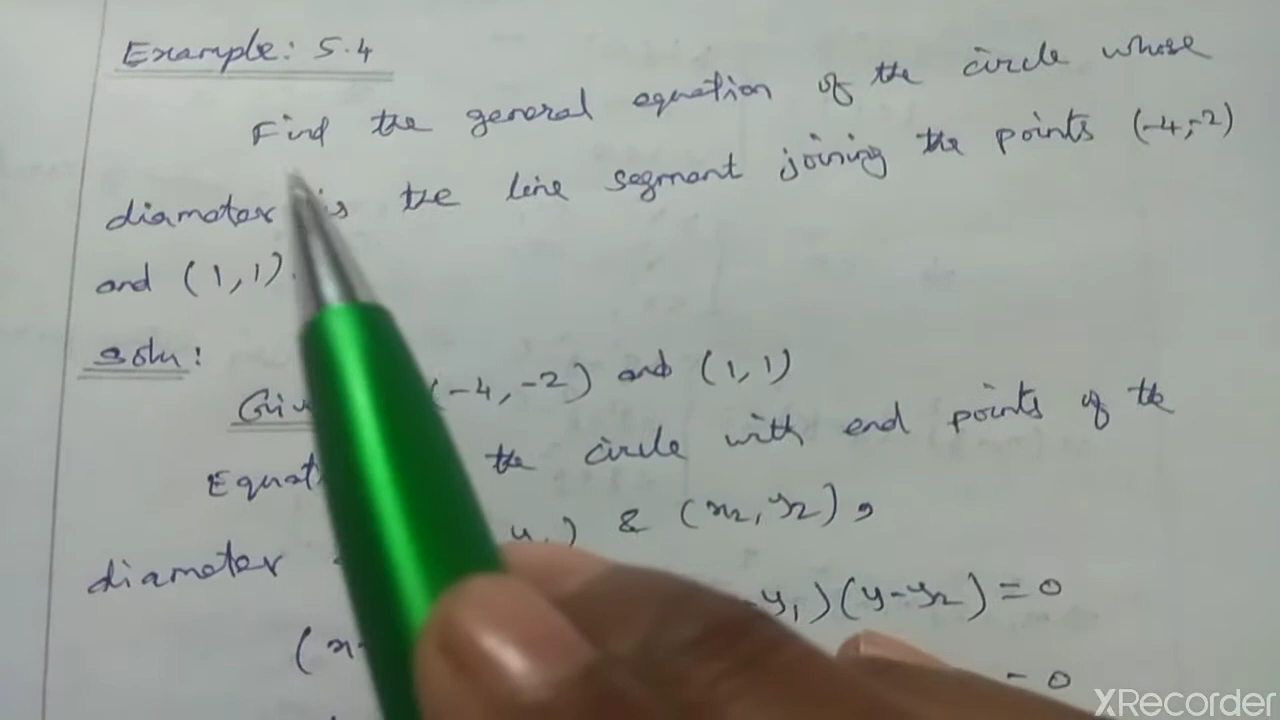 Example: 5.4
Find the general equation of the circle whose
diameter is the line segment joining the points (-4,-2)
and (1,1).
Soln:
(-4,-2) and (1,1)
the circle with end points of the
diameter & (x2, y2),
y1)(y-y2)=0
= 0
XRecorder